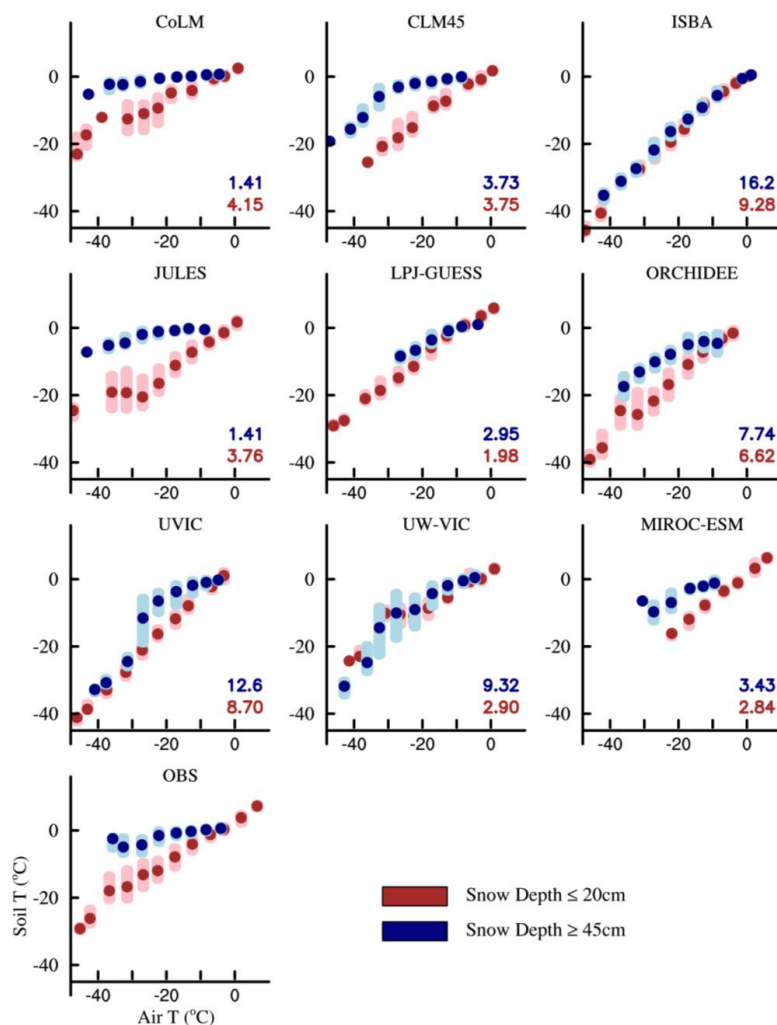 CoLM CLM45 ISBA
0 0 0
-20 -20 -20
1.41 3.73 16.2
-40 4.15 -40 3.75 -40 9.28
-40 -20 0 -40 -20 0 -40 -20 0
JULES LPJ-GUESS ORCHIDEE
0 0 0
-20 -20 -20
1.41 2.95 7.74
-40 3.76 -40 1.98 -40 6.62
-40 -20 0 -40 -20 0 -40 -20 0
UVIC UW-VIC MIROC-ESM
0 0 0
-20 -20 -20
12.6 9.32 3.43
-40 8.70 -40 2.90 -40 2.84
-40 -20 0 -40 -20 0 -40 -20 0
OBS
0
-20
-40
Soil T (°C)
-40 -20 0
Air T (°C)
Snow Depth ≤ 20cm
Snow Depth ≥ 45cm